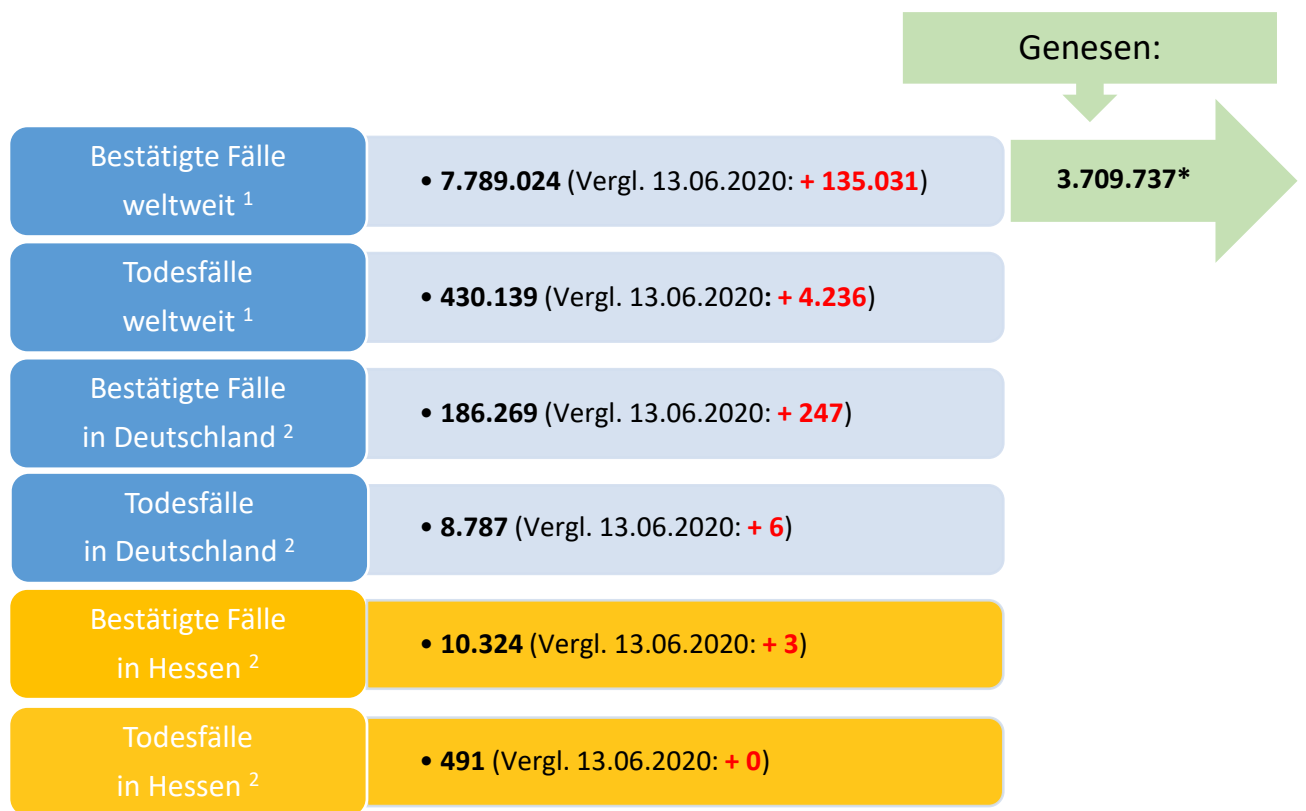 Genesen:
Bestätigte Fälle
weltweit ¹
• 7.789.024 (Vergl. 13.06.2020: + 135.031)
3.709.737*
Todesfälle
weltweit ¹
• 430.139 (Vergl. 13.06.2020: + 4.236)
Bestätigte Fälle
in Deutschland ²
• 186.269 (Vergl. 13.06.2020: + 247)
Todesfälle
in Deutschland ²
• 8.787 (Vergl. 13.06.2020: + 6)
Bestätigte Fälle
in Hessen ²
• 10.324 (Vergl. 13.06.2020: + 3)
Todesfälle
in Hessen ²
• 491 (Vergl. 13.06.2020: + 0)